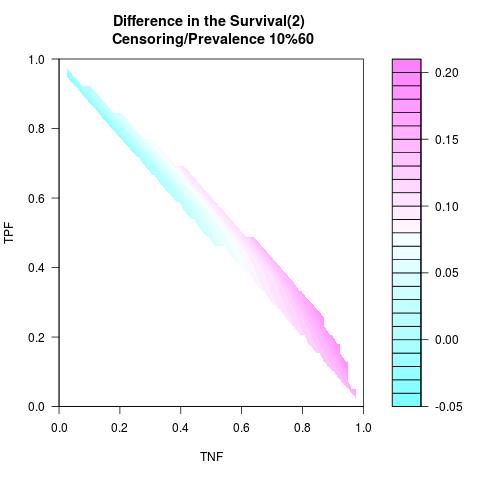 Difference in the Survival(2)
Censoring/Prevalence 10%60
TPF
1.0
0.8
0.6
0.4
0.2
0.0
0.0 0.2 0.4 0.6 0.8 1.0
TNF
0.20
0.15
0.10
0.05
0.00
-0.05